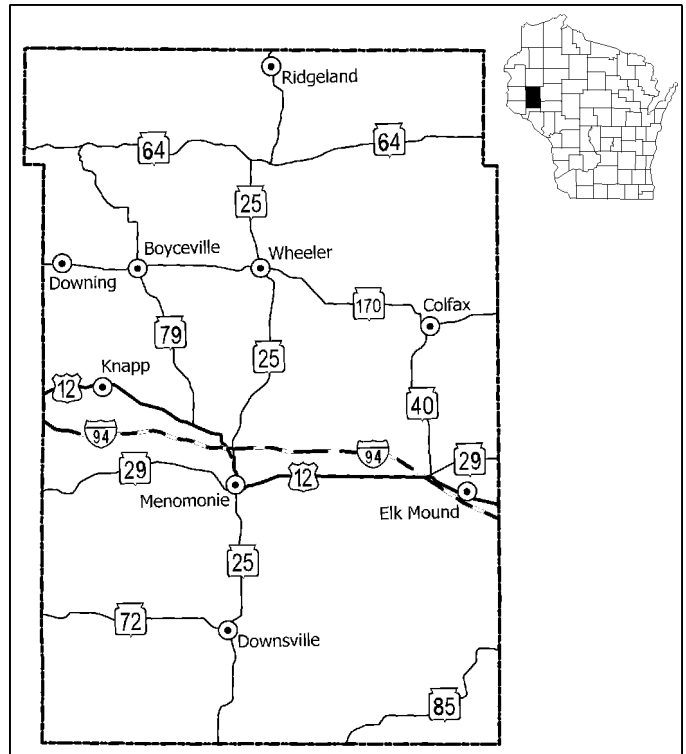 Ridgeland
64
64
25
Boyceville
Wheeler
Downing
170
Colfax
79
25
Knapp
12
40
94
94
29
29
12
Menomonie
Elk Mound
25
72
Downsville
85